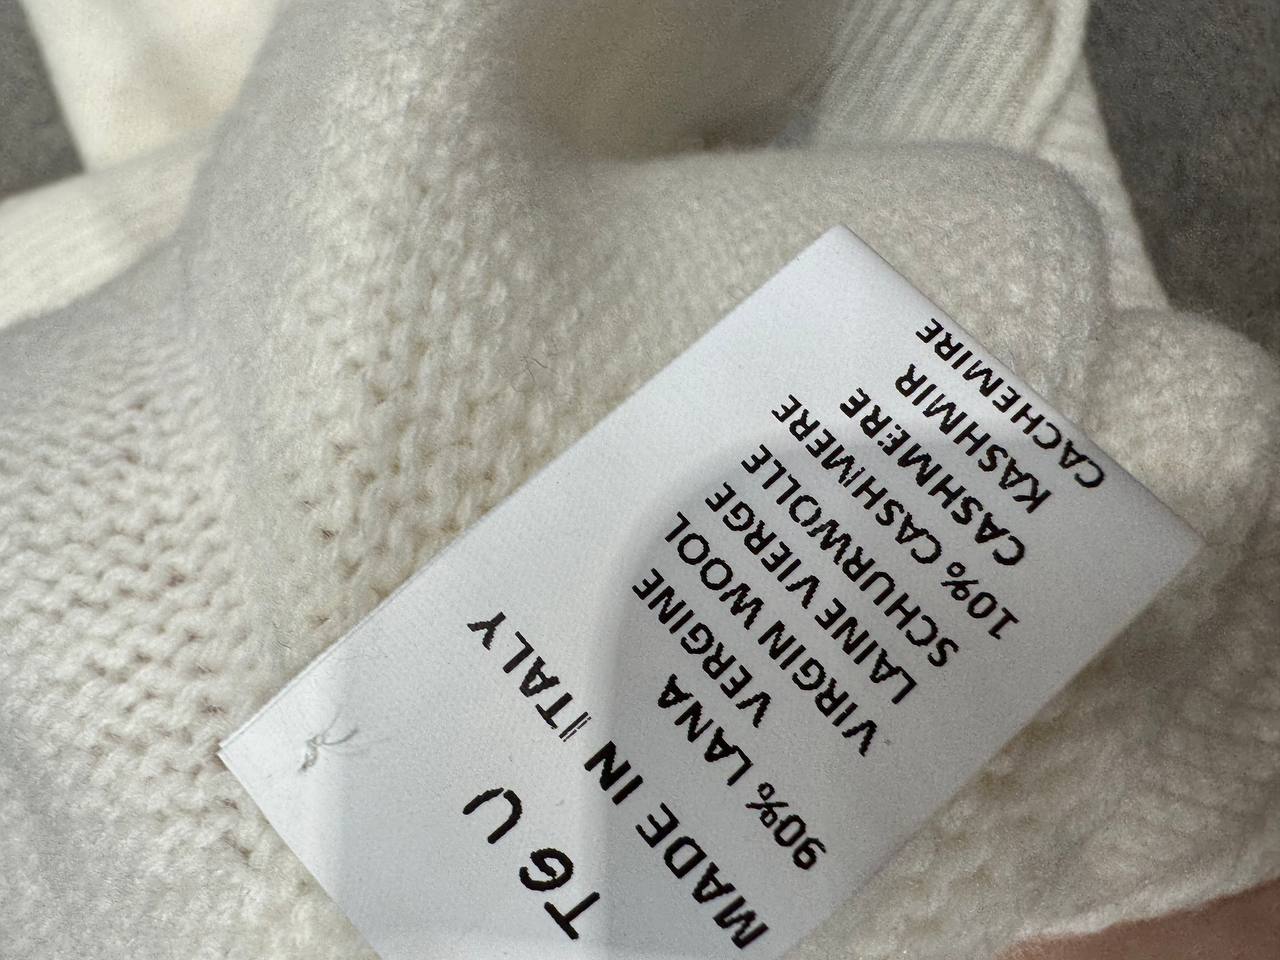 TG U
MADE IN ITALY
90% LANA
VERGINE
VIRGIN WOOL
LAINE VIERGE
SCHURWOLLE
10% CASHMERE
CASHMERE
KASHMIR
CACHEMIRE